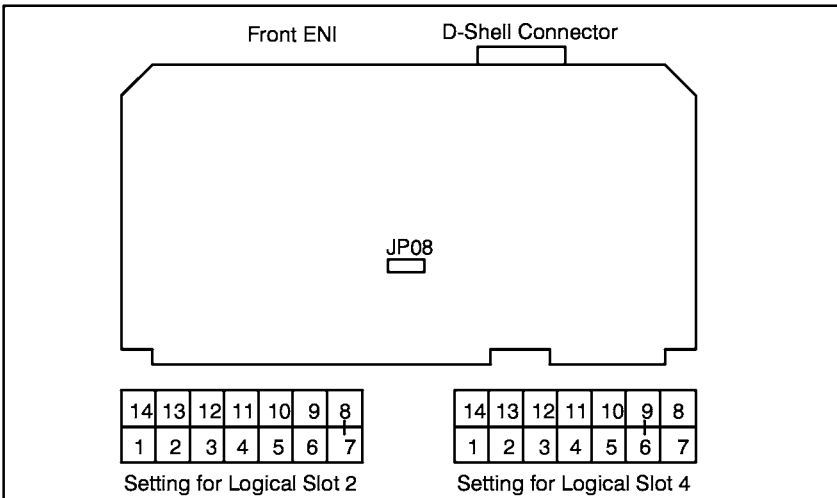 Front ENI
D-Shell Connector
JP08
14 13 12 11 10 9 8
1 2 3 4 5 6 7
Setting for Logical Slot 2
14 13 12 11 10 9 8
1 2 3 4 5 6 7
Setting for Logical Slot 4